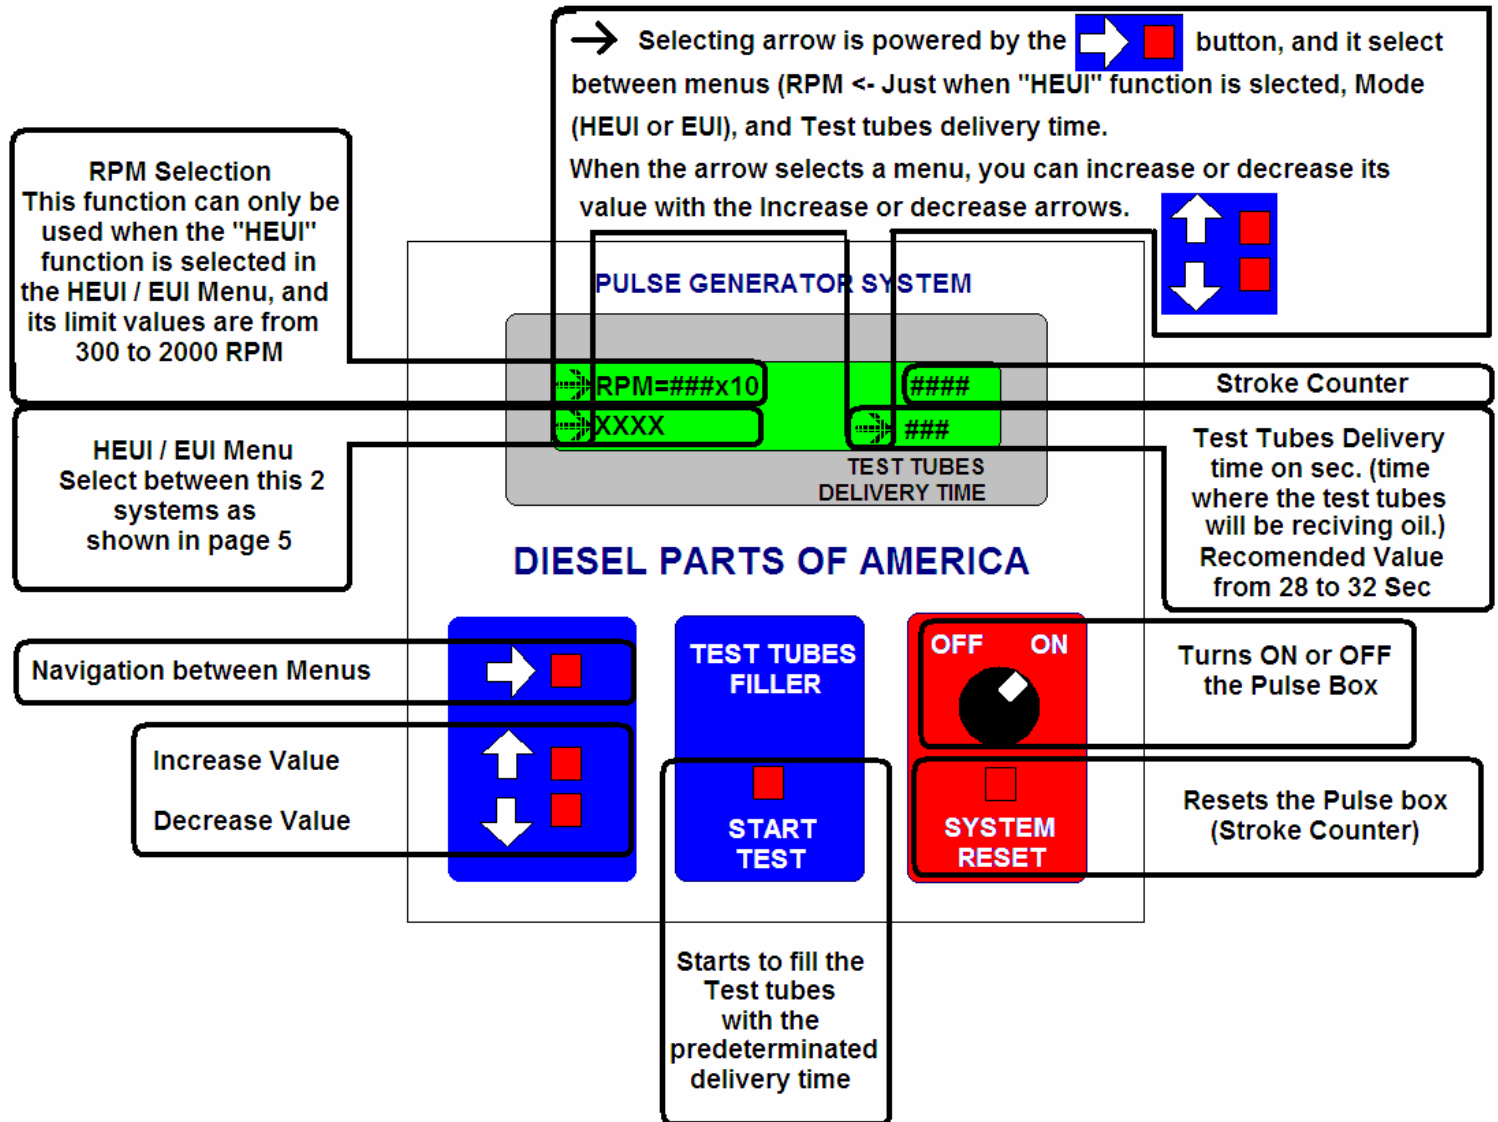 Selecting arrow is powered by the button, and it select
between menus (RPM <- Just when "HEUI" function is slected, Mode
(HEUI or EUI), and Test tubes delivery time.
When the arrow selects a menu, you can increase or decrease its
value with the Increase or decrease arrows.
RPM Selection
This function can only be
used when the "HEUI"
function is selected in
the HEUI / EUI Menu, and
its limit values are from
300 to 2000 RPM
PULSE GENERATOR SYSTEM
RPM=###x10
####
Stroke Counter
XXXX
###
HEUI / EUI Menu
Select between this 2
systems as
shown in page 5
TEST TUBES
DELIVERY TIME
Test Tubes Delivery
time on sec. (time
where the test tubes
will be reciving oil.)
Recomended Value
from 28 to 32 Sec
DIESEL PARTS OF AMERICA
Navigation between Menus
Increase Value
Decrease Value
TEST TUBES
FILLER
START
TEST
OFF ON
SYSTEM
RESET
Turns ON or OFF
the Pulse Box
Resets the Pulse box
(Stroke Counter)
Starts to fill the
Test tubes
with the
predeterminated
delivery time